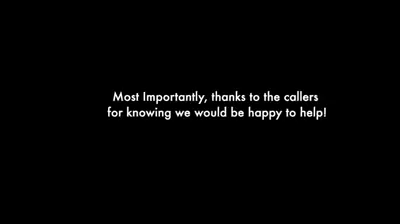 Most Importantly, thanks to the callers
for knowing we would be happy to help!